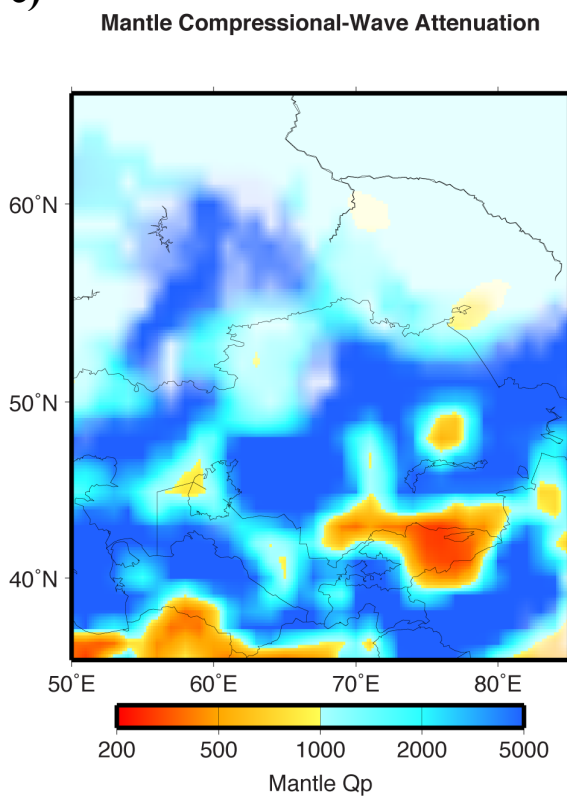 c)
Mantle Compressional-Wave Attenuation
60˚N
50˚N
40˚N
50˚E 60˚E 70˚E 80˚E
200 500 1000 2000 5000
Mantle Qp